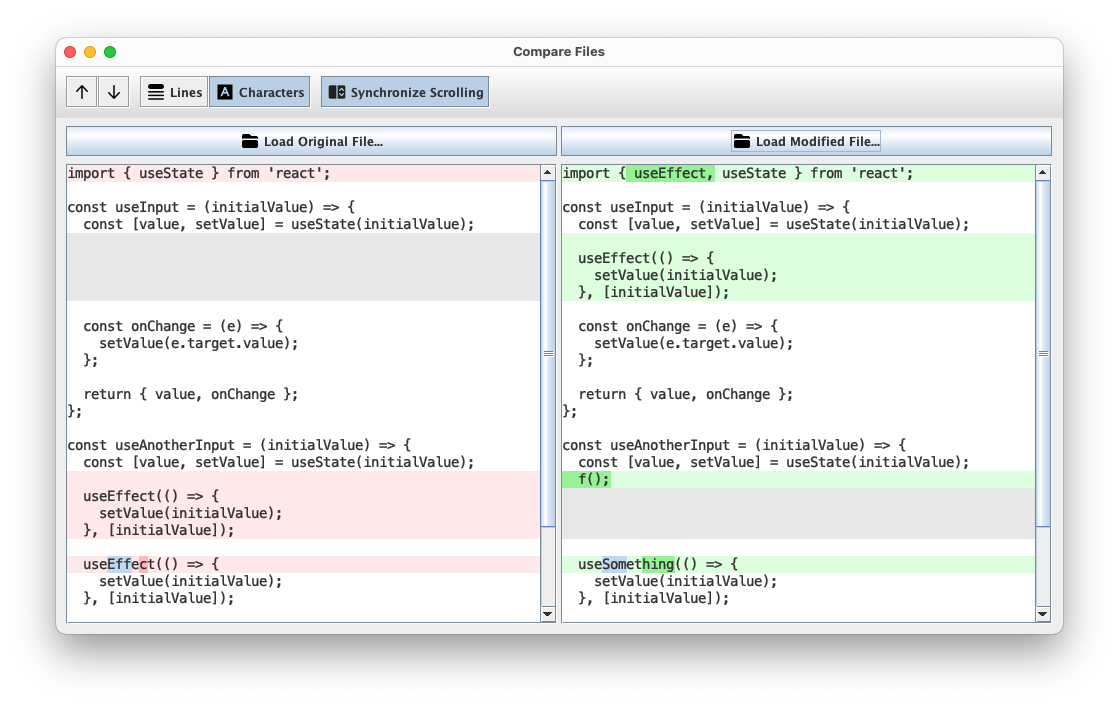 Compare Files
Lines Characters Synchronize Scrolling
Load Original File...
import { useState } from 'react';
const useInput = (initialValue) => {
  const [value, setValue] = useState(initialValue);
  const onChange = (e) => {
    setValue(e.target.value);
  };
  return { value, onChange };
};
const useAnotherInput = (initialValue) => {
  const [value, setValue] = useState(initialValue);
  useEffect(() => {
    setValue(initialValue);
  }, [initialValue]);
  useEffect(() => {
    setValue(initialValue);
  }, [initialValue]);
Load Modified File...
import { useEffect, useState } from 'react';
const useInput = (initialValue) => {
  const [value, setValue] = useState(initialValue);
  useEffect(() => {
    setValue(initialValue);
  }, [initialValue]);
  const onChange = (e) => {
    setValue(e.target.value);
  };
  return { value, onChange };
};
const useAnotherInput = (initialValue) => {
  const [value, setValue] = useState(initialValue);
  f();
  useSomething(() => {
    setValue(initialValue);
  }, [initialValue]);